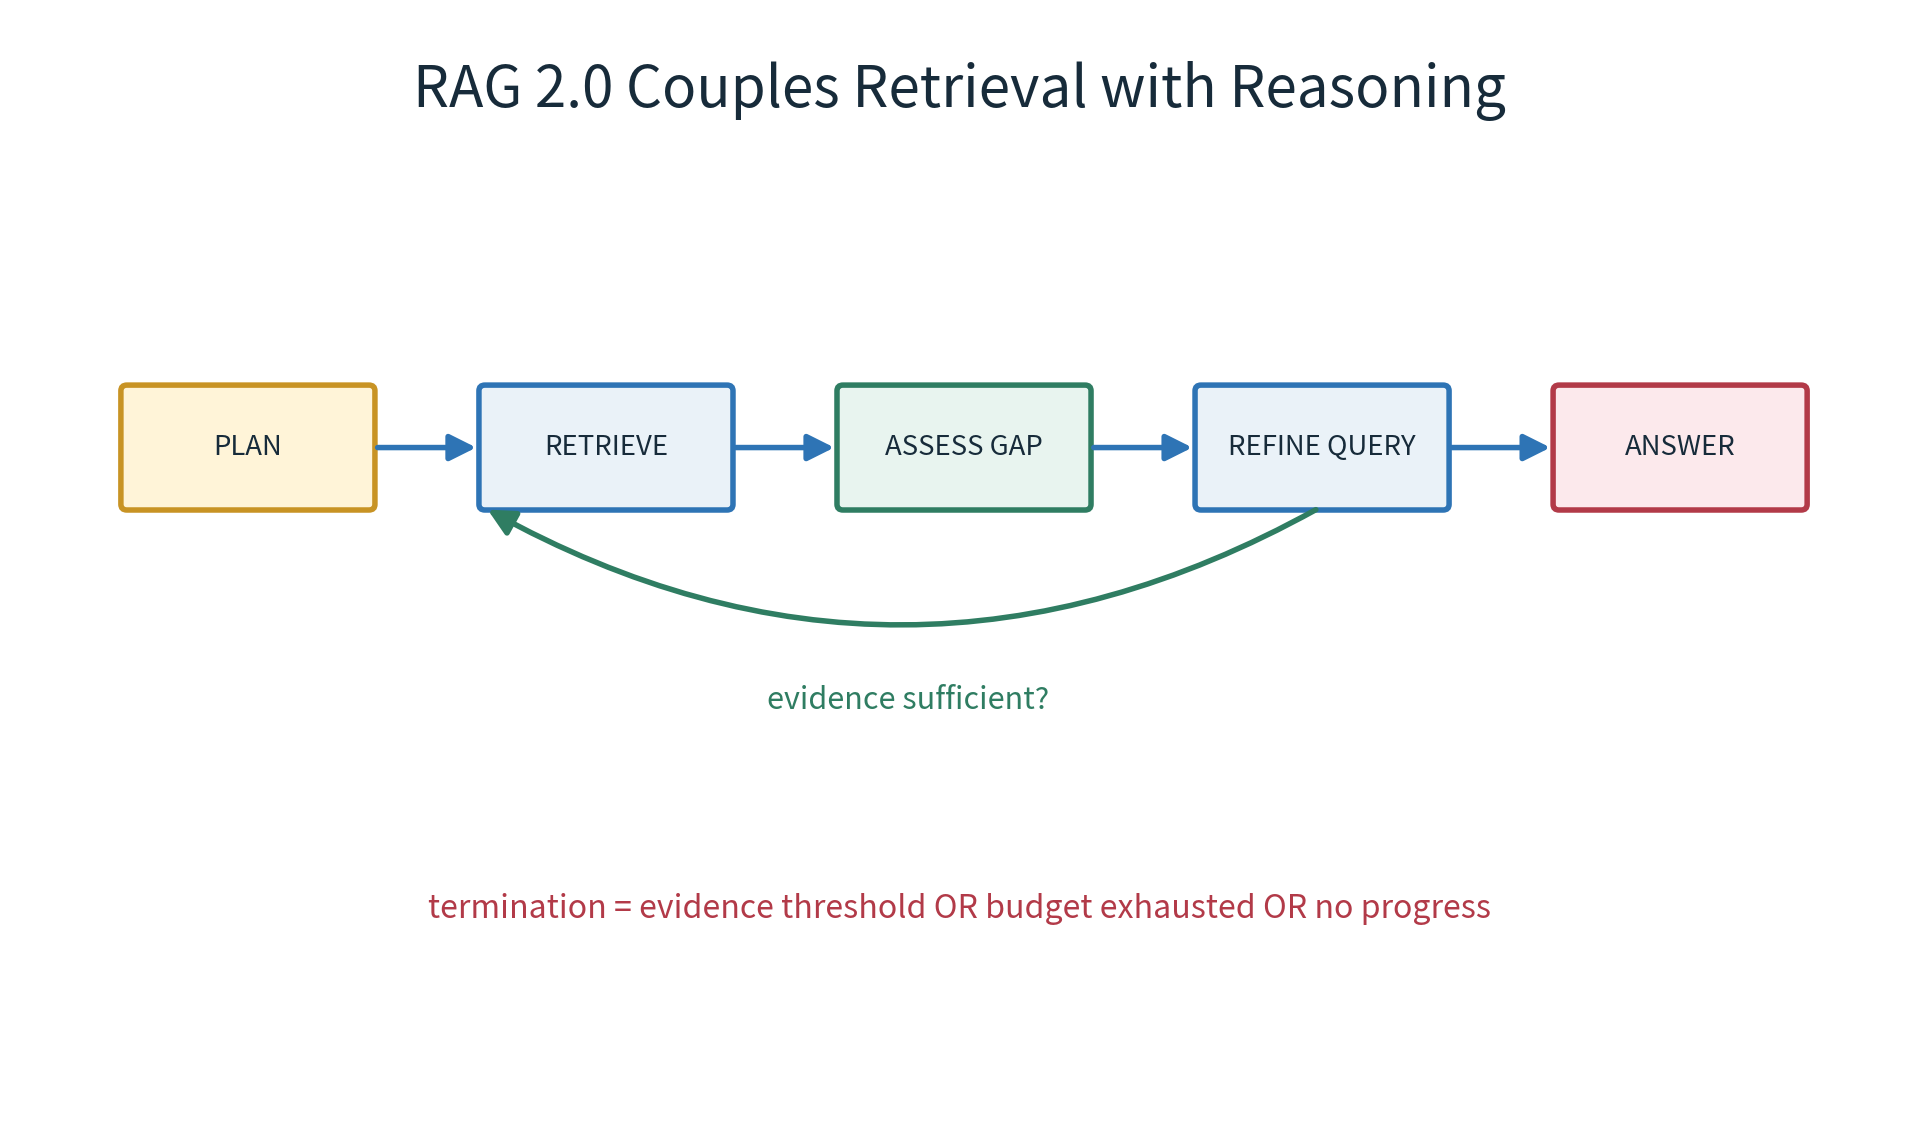 RAG 2.0 Couples Retrieval with Reasoning
PLAN
RETRIEVE
ASSESS GAP
REFINE QUERY
ANSWER
evidence sufficient?
termination = evidence threshold OR budget exhausted OR no progress